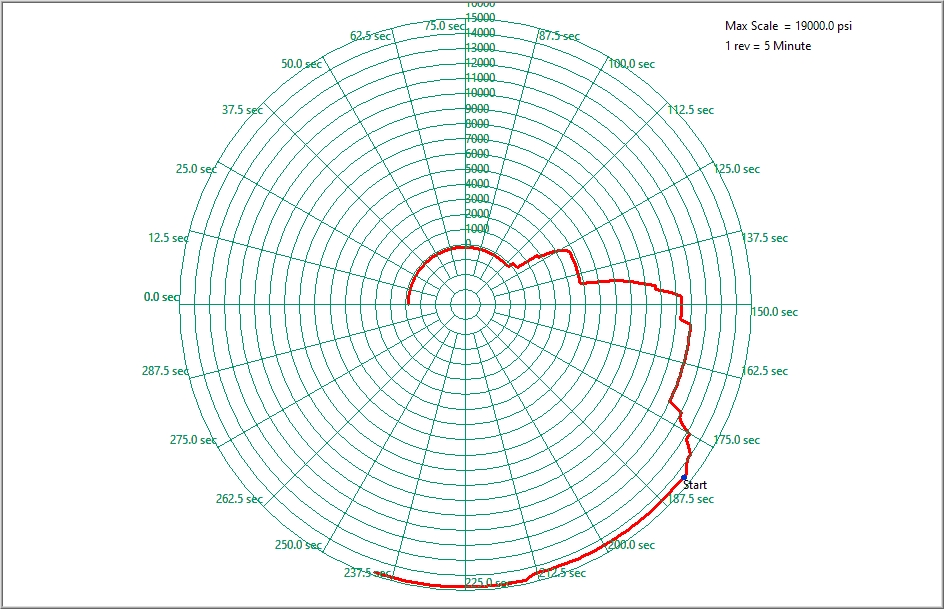 Max Scale = 19000.0 psi
1 rev = 5 Minute
16000
15000
14000
13000
12000
11000
10000
9000
8000
7000
6000
5000
4000
3000
2000
1000
0
0.0 sec
12.5 sec
25.0 sec
37.5 sec
50.0 sec
62.5 sec
75.0 sec
87.5 sec
100.0 sec
112.5 sec
125.0 sec
137.5 sec
150.0 sec
162.5 sec
175.0 sec
Start
187.5 sec
200.0 sec
212.5 sec
225.0 sec
237.5 sec
250.0 sec
262.5 sec
275.0 sec
287.5 sec